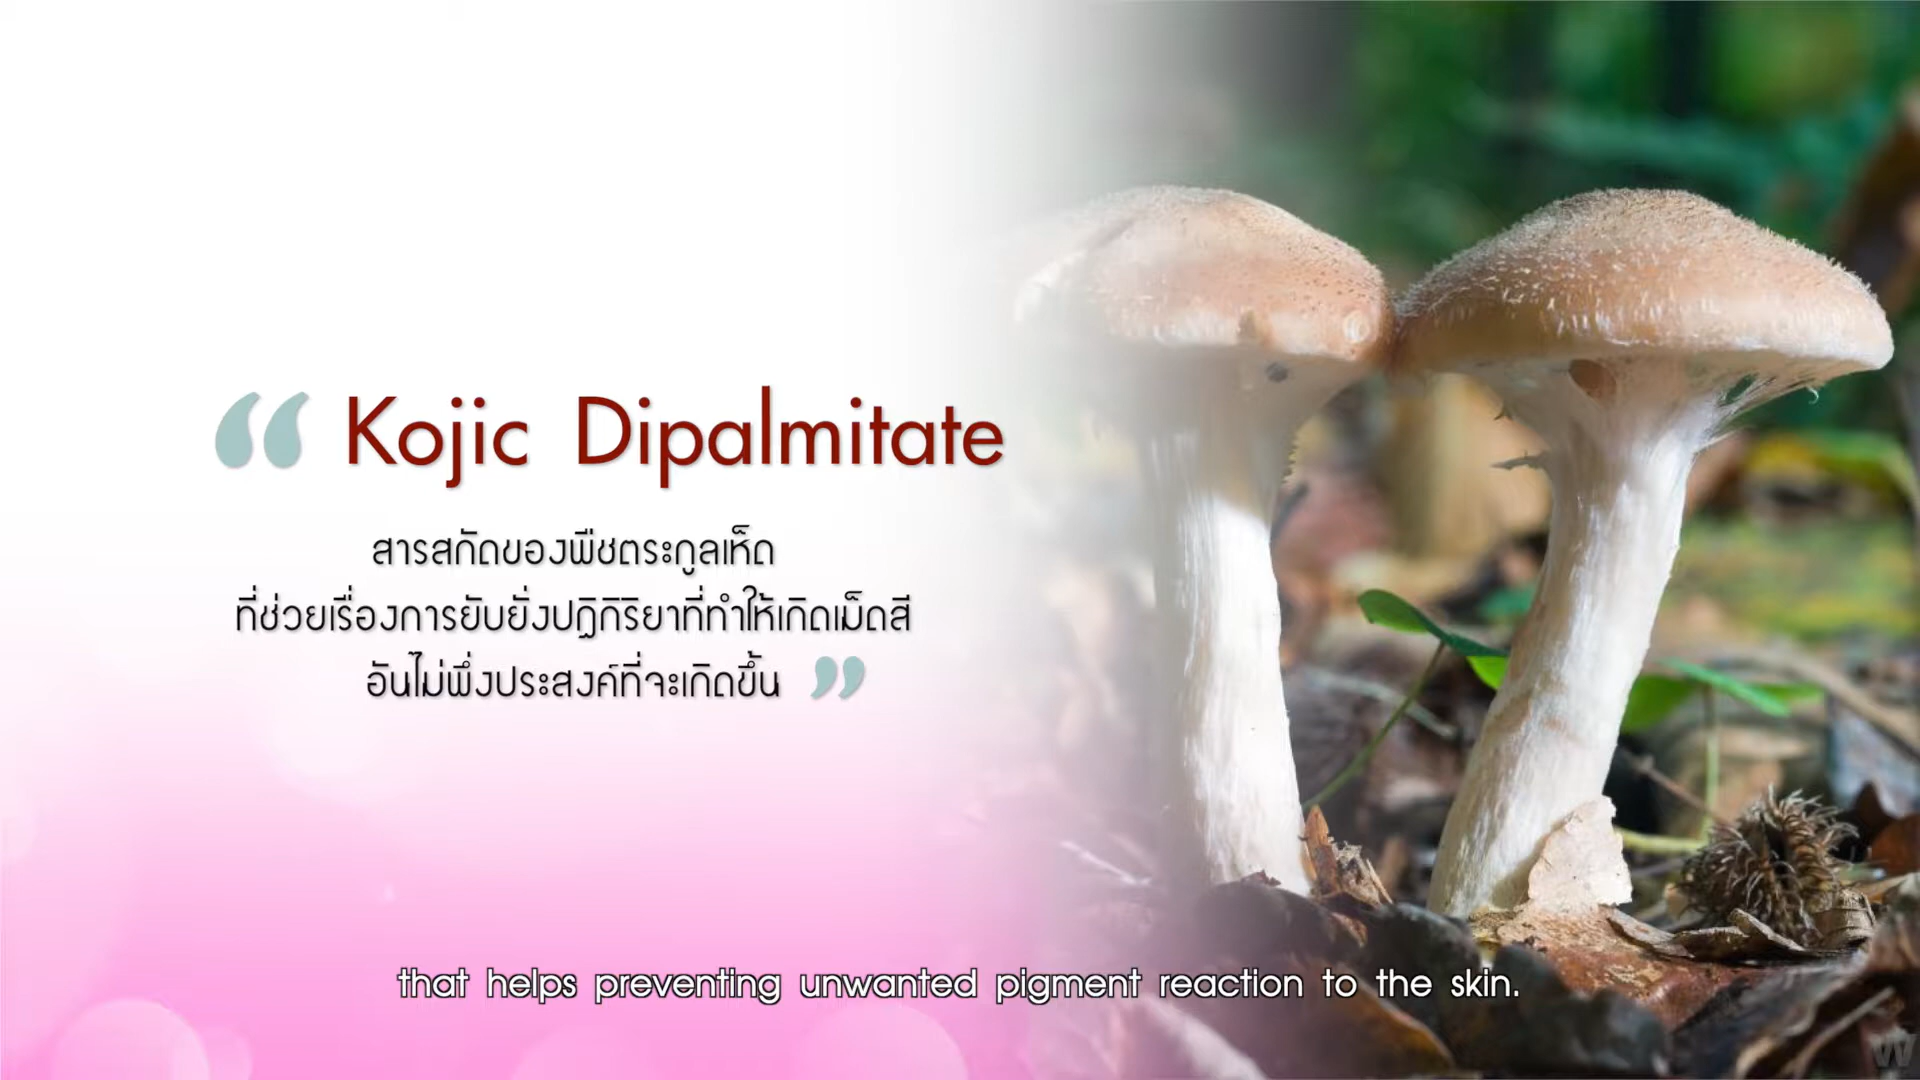 “ Kojic Dipalmitate
สารสกัดของพืชตระกูลเห็ด
ที่ช่วยเรื่องการยับยั่งปฏิกิริยาที่ทำให้เกิดเม็ดสี
อันไม่พึ่งประสงค์ที่จะเกิดขึ้น ”
that helps preventing unwanted pigment reaction to the skin.
W